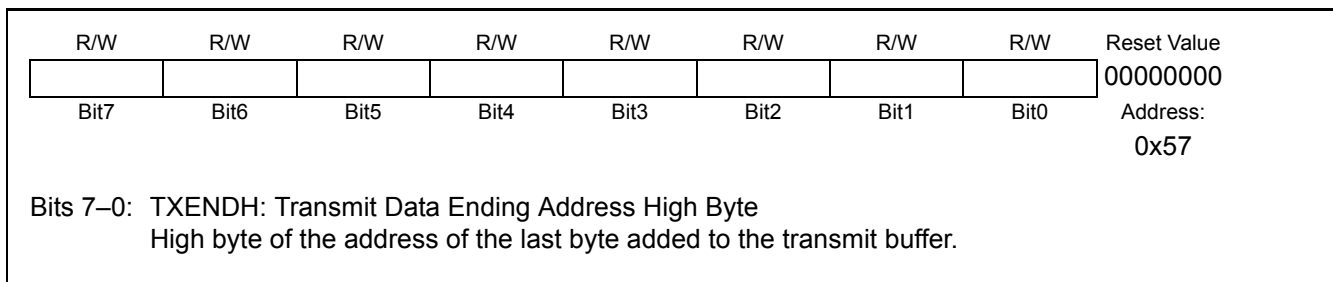 R/W R/W R/W R/W R/W R/W R/W R/W Reset Value
00000000
Bit7 Bit6 Bit5 Bit4 Bit3 Bit2 Bit1 Bit0 Address:
0x57
Bits 7–0: TXENDH: Transmit Data Ending Address High Byte
High byte of the address of the last byte added to the transmit buffer.